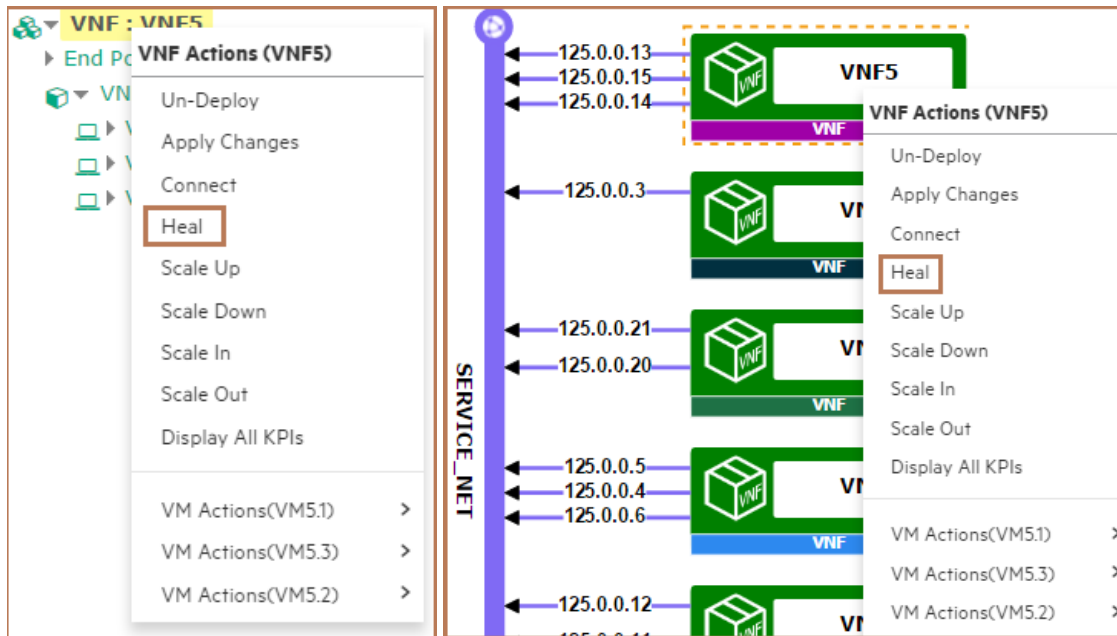 VNF : VNF5
End Po
VNF Actions (VNF5)
Un-Deploy
Apply Changes
Connect
Heal
Scale Up
Scale Down
Scale In
Scale Out
Display All KPIs
VM Actions(VM5.1)
VM Actions(VM5.3)
VM Actions(VM5.2)
VN
V
V
V
SERVICE_NET
125.0.0.13
125.0.0.15
125.0.0.14
VNF
VNF5
VNF
125.0.0.3
VNF
VNF
125.0.0.21
125.0.0.20
VNF
VNF
125.0.0.5
125.0.0.4
125.0.0.6
VNF
VNF
125.0.0.12
VNF
VNF Actions (VNF5)
Un-Deploy
Apply Changes
Connect
Heal
Scale Up
Scale Down
Scale In
Scale Out
Display All KPIs
VM Actions(VM5.1)
VM Actions(VM5.3)
VM Actions(VM5.2)